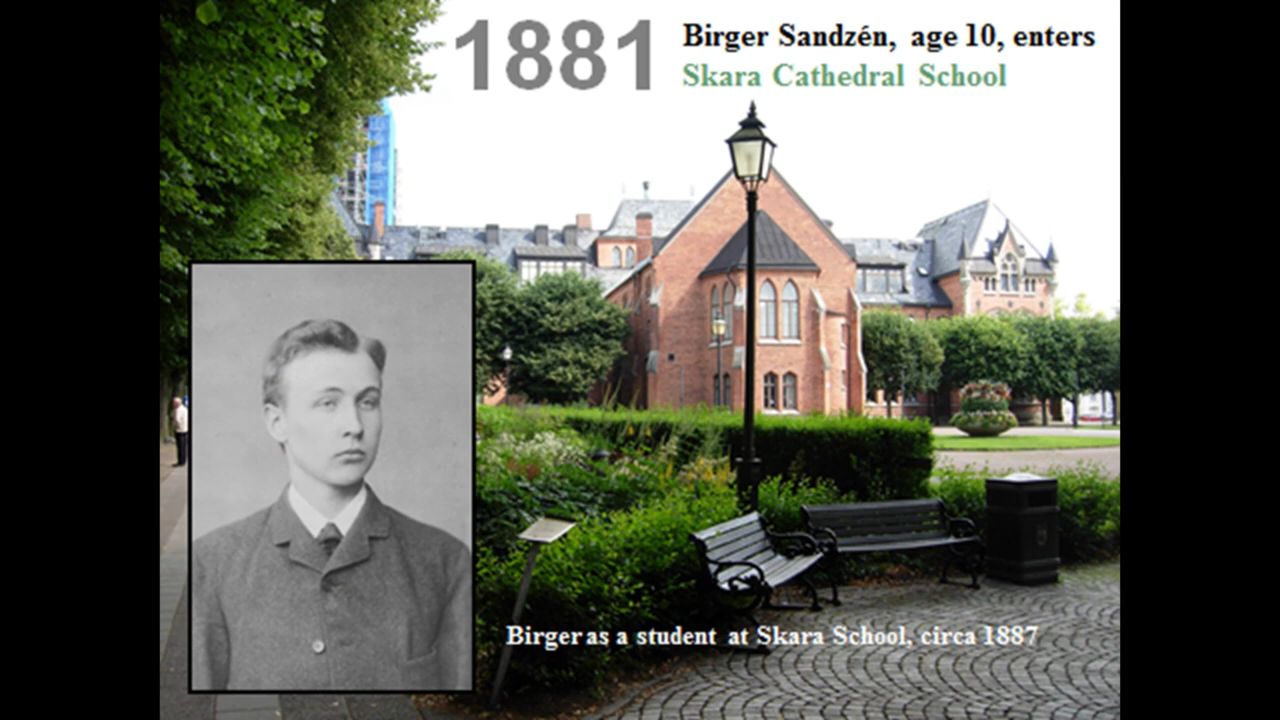 1881
Birger Sandzén, age 10, enters
Skara Cathedral School
Birger as a student at Skara School, circa 1887